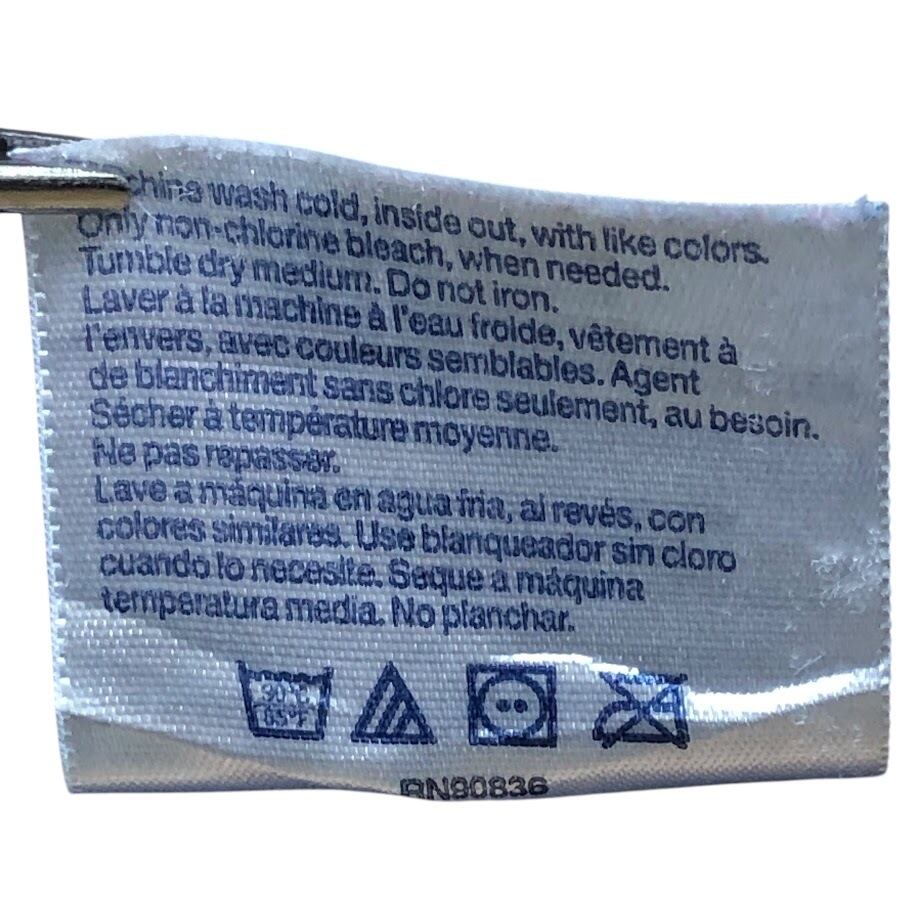 chine wash cold, inside out, with like colors.
Only non-chlorine bleach, when needed.
Tumble dry medium. Do not iron.
Laver à la machine à l'eau froide, vêtement à
l'envers, avec couleurs semblables. Agent
de blanchiment sans chlore seulement, au besoin.
Sécher à température moyenne.
Ne pas repasser.
Lave a máquina en agua fria, al revés, con
colores similares. Use blanqueador sin cloro
cuando lo necesite. Seque a máquina
temperatura media. No planchar.
30°C
85°F
RN90836